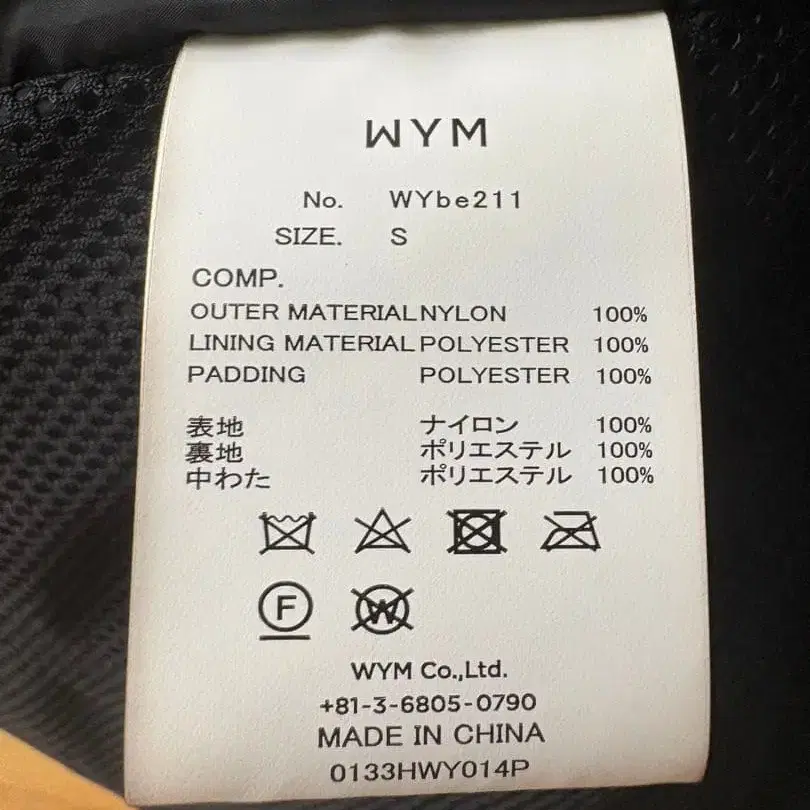 WYM
No. WYbe211
SIZE. S
COMP.
OUTER MATERIAL NYLON 100%
LINING MATERIAL POLYESTER 100%
PADDING POLYESTER 100%
表地 ナイロン 100%
裏地 ポリエステル 100%
中わた ポリエステル 100%
F W
WYM Co.,Ltd.
+81-3-6805-0790
MADE IN CHINA
0133HWY014P